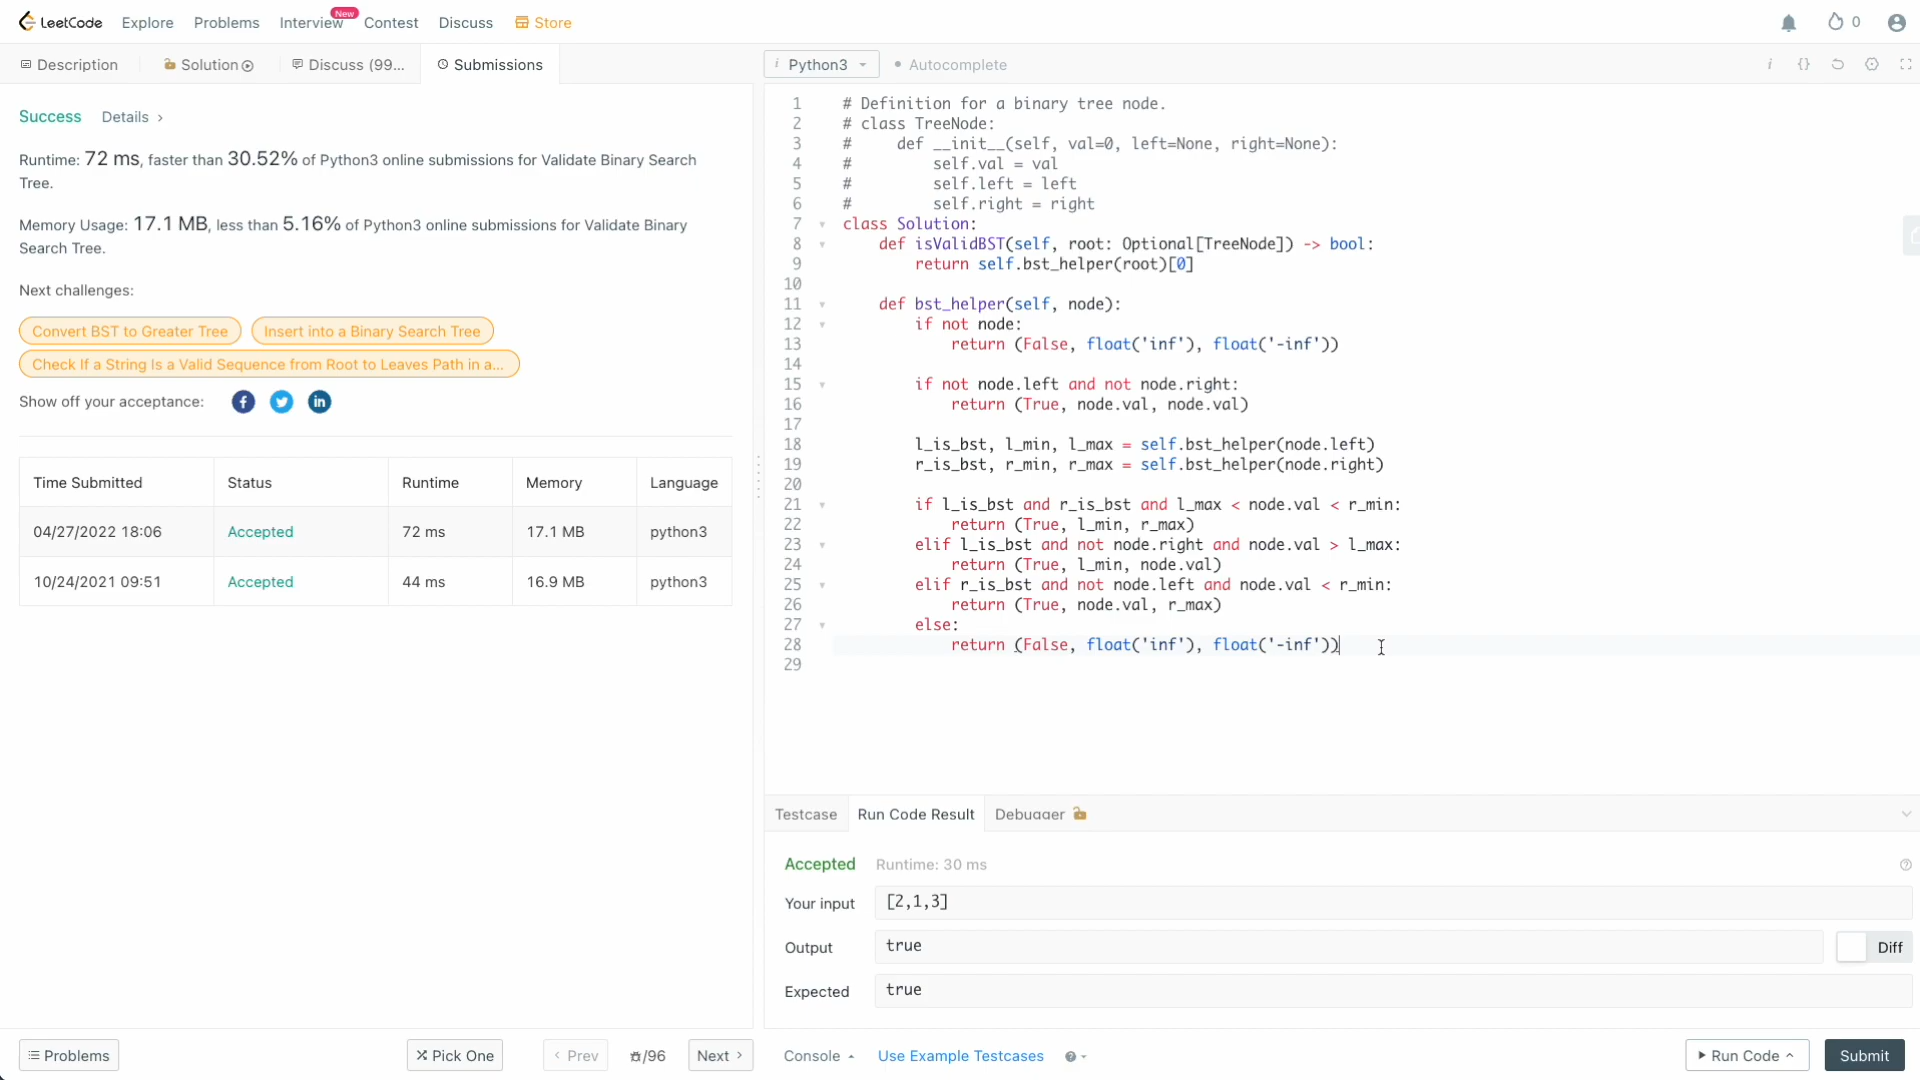 LeetCode Explore Problems Interview New Contest Discuss Store 0
Description Solution Discuss (99... Submissions
Success Details ›
Runtime: 72 ms, faster than 30.52% of Python3 online submissions for Validate Binary Search
Tree.
Memory Usage: 17.1 MB, less than 5.16% of Python3 online submissions for Validate Binary
Search Tree.
Next challenges:
Convert BST to Greater Tree Insert into a Binary Search Tree
Check If a String Is a Valid Sequence from Root to Leaves Path in a...
Show off your acceptance:
Time Submitted Status Runtime Memory Language
04/27/2022 18:06 Accepted 72 ms 17.1 MB python3
10/24/2021 09:51 Accepted 44 ms 16.9 MB python3
Problems Pick One ‹ Prev /96 Next ›
i Python3 • Autocomplete i {}
1 # Definition for a binary tree node.
2 # class TreeNode:
3 #     def __init__(self, val=0, left=None, right=None):
4 #         self.val = val
5 #         self.left = left
6 #         self.right = right
7 class Solution:
8     def isValidBST(self, root: Optional[TreeNode]) -> bool:
9         return self.bst_helper(root)[0]
10
11     def bst_helper(self, node):
12         if not node:
13             return (False, float('inf'), float('-inf'))
14
15         if not node.left and not node.right:
16             return (True, node.val, node.val)
17
18         l_is_bst, l_min, l_max = self.bst_helper(node.left)
19         r_is_bst, r_min, r_max = self.bst_helper(node.right)
20
21         if l_is_bst and r_is_bst and l_max < node.val < r_min:
22             return (True, l_min, r_max)
23         elif l_is_bst and not node.right and node.val > l_max:
24             return (True, l_min, node.val)
25         elif r_is_bst and not node.left and node.val < r_min:
26             return (True, node.val, r_max)
27         else:
28             return (False, float('inf'), float('-inf'))
29
Testcase Run Code Result Debugger
Accepted Runtime: 30 ms
Your input [2,1,3]
Output true Diff
Expected true
Console Use Example Testcases Run Code Submit